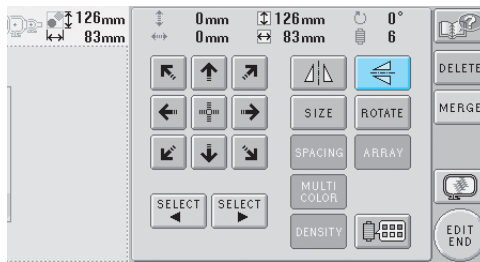 126mm
83mm
0mm 126mm 0°
0mm 83mm 6
DELETE
SIZE ROTATE
MERGE
SPACING ARRAY
MULTI
COLOR
SELECT SELECT
DENSITY
EDIT
END